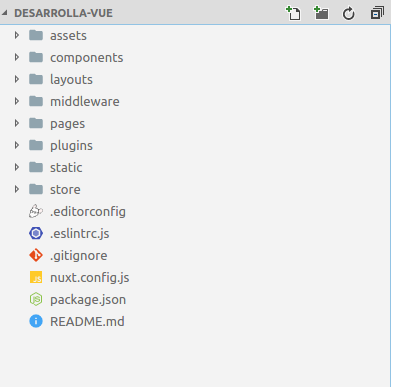 DESARROLLA-VUE
assets
components
layouts
middleware
pages
plugins
static
store
.editorconfig
.eslintrc.js
.gitignore
nuxt.config.js
package.json
README.md